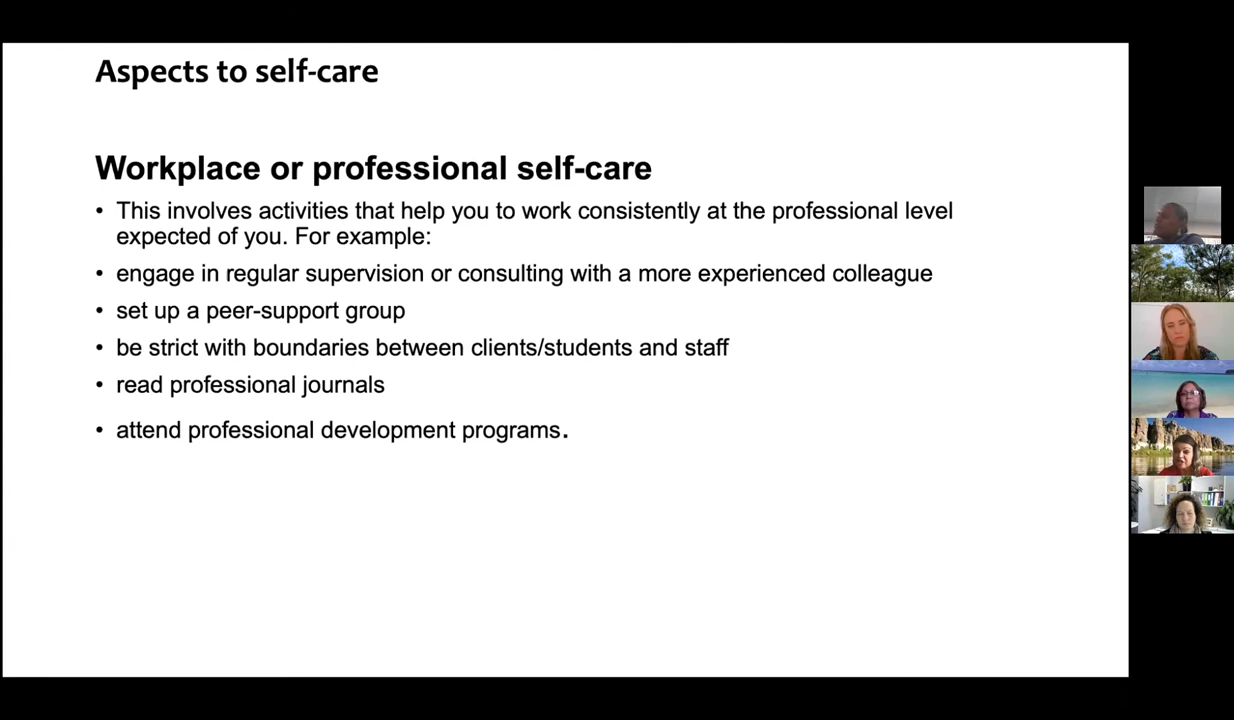 Aspects to self-care
Workplace or professional self-care
• This involves activities that help you to work consistently at the professional level
expected of you. For example:
• engage in regular supervision or consulting with a more experienced colleague
• set up a peer-support group
• be strict with boundaries between clients/students and staff
• read professional journals
• attend professional development programs.